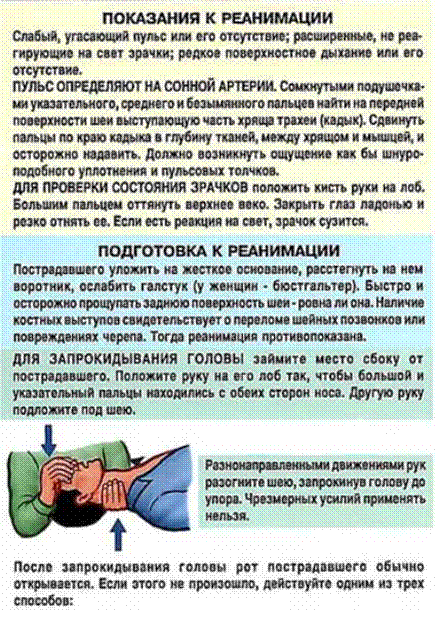 ПОКАЗАНИЯ К РЕАНИМАЦИИ
Слабый, угасающий пульс или его отсутствие; расширенные, не реа-
гирующие на свет зрачки; редкое поверхностное дыхание или его
отсутствие.
ПУЛЬС ОПРЕДЕЛЯЮТ НА СОННОЙ АРТЕРИИ. Сомкнутыми подушечка-
ми указательного, среднего и безымянного пальцев найти на передней
поверхности шеи выступающую часть хряща трахеи (кадык). Сдвинуть
пальцы по краю кадыка в глубину тканей, между хрящом и мышцей, и
осторожно надавить. Должно возникнуть ощущение как бы шнуро-
подобного уплотнения и пульсовых толчков.
ДЛЯ ПРОВЕРКИ СОСТОЯНИЯ ЗРАЧКОВ положить кисть руки на лоб.
Большим пальцем оттянуть верхнее веко. Закрыть глаз ладонью и
резко отнять ее. Если есть реакция на свет, зрачок сузится.
ПОДГОТОВКА К РЕАНИМАЦИИ
Пострадавшего уложить на жесткое основание, расстегнуть на нем
воротник, ослабить галстук (у женщин - бюстгальтер). Быстро и
осторожно прощупать заднюю поверхность шеи - ровна ли она. Наличие
костных выступов свидетельствует о переломе шейных позвонков или
повреждениях черепа. Тогда реанимация противопоказана.
ДЛЯ ЗАПРОКИДЫВАНИЯ ГОЛОВЫ займите место сбоку от
пострадавшего. Положите руку на его лоб так, чтобы большой и
указательный пальцы находились с обеих сторон носа. Другую руку
подложите под шею.
Разнонаправленными движениями рук
разогните шею, запрокинув голову до
упора. Чрезмерных усилий применять
нельзя.
После запрокидывания головы рот пострадавшего обычно
открывается. Если этого не произошло, действуйте одним из трех
способов: